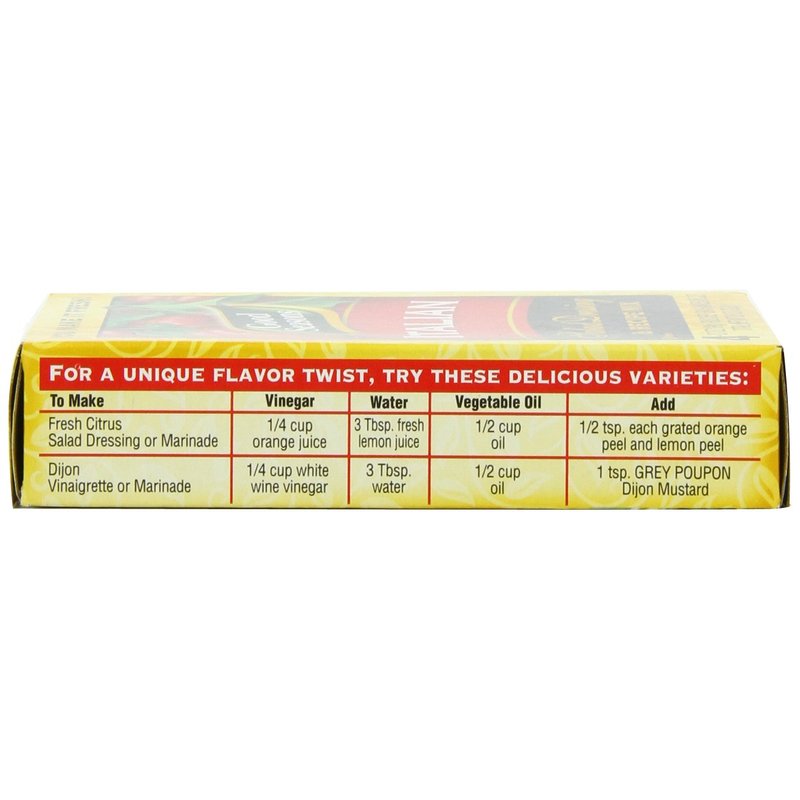 Good
Seasons
ITALIAN
FOR A UNIQUE FLAVOR TWIST, TRY THESE DELICIOUS VARIETIES:
To Make Vinegar Water Vegetable Oil Add
Fresh Citrus 1/4 cup 3 Tbsp. fresh 1/2 cup 1/2 tsp. each grated orange
Salad Dressing or Marinade orange juice lemon juice oil peel and lemon peel
Dijon 1/4 cup white 3 Tbsp. 1/2 cup 1 tsp. GREY POUPON
Vinaigrette or Marinade wine vinegar water oil Dijon Mustard